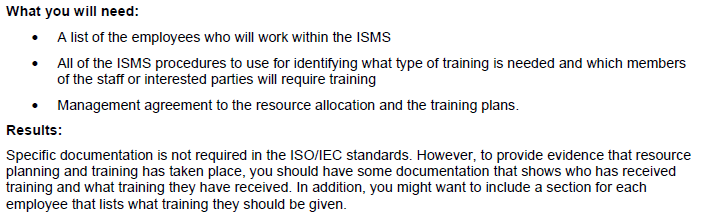 What you will need:
• A list of the employees who will work within the ISMS
• All of the ISMS procedures to use for identifying what type of training is needed and which members
of the staff or interested parties will require training
• Management agreement to the resource allocation and the training plans.
Results:
Specific documentation is not required in the ISO/IEC standards. However, to provide evidence that resource
planning and training has taken place, you should have some documentation that shows who has received
training and what training they have received. In addition, you might want to include a section for each
employee that lists what training they should be given.